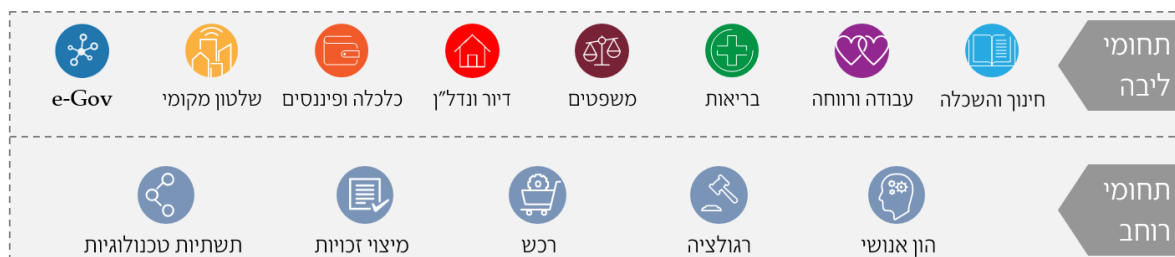 תחומי
ליבה
חינוך והשכלה
עבודה ורווחה
בריאות
משפטים
דיור ונדל״ן
כלכלה ופיננסים
שלטון מקומי
e-Gov
תחומי
רוחב
הון אנושי
רגולציה
רכש
מיצוי זכויות
תשתיות טכנולוגיות